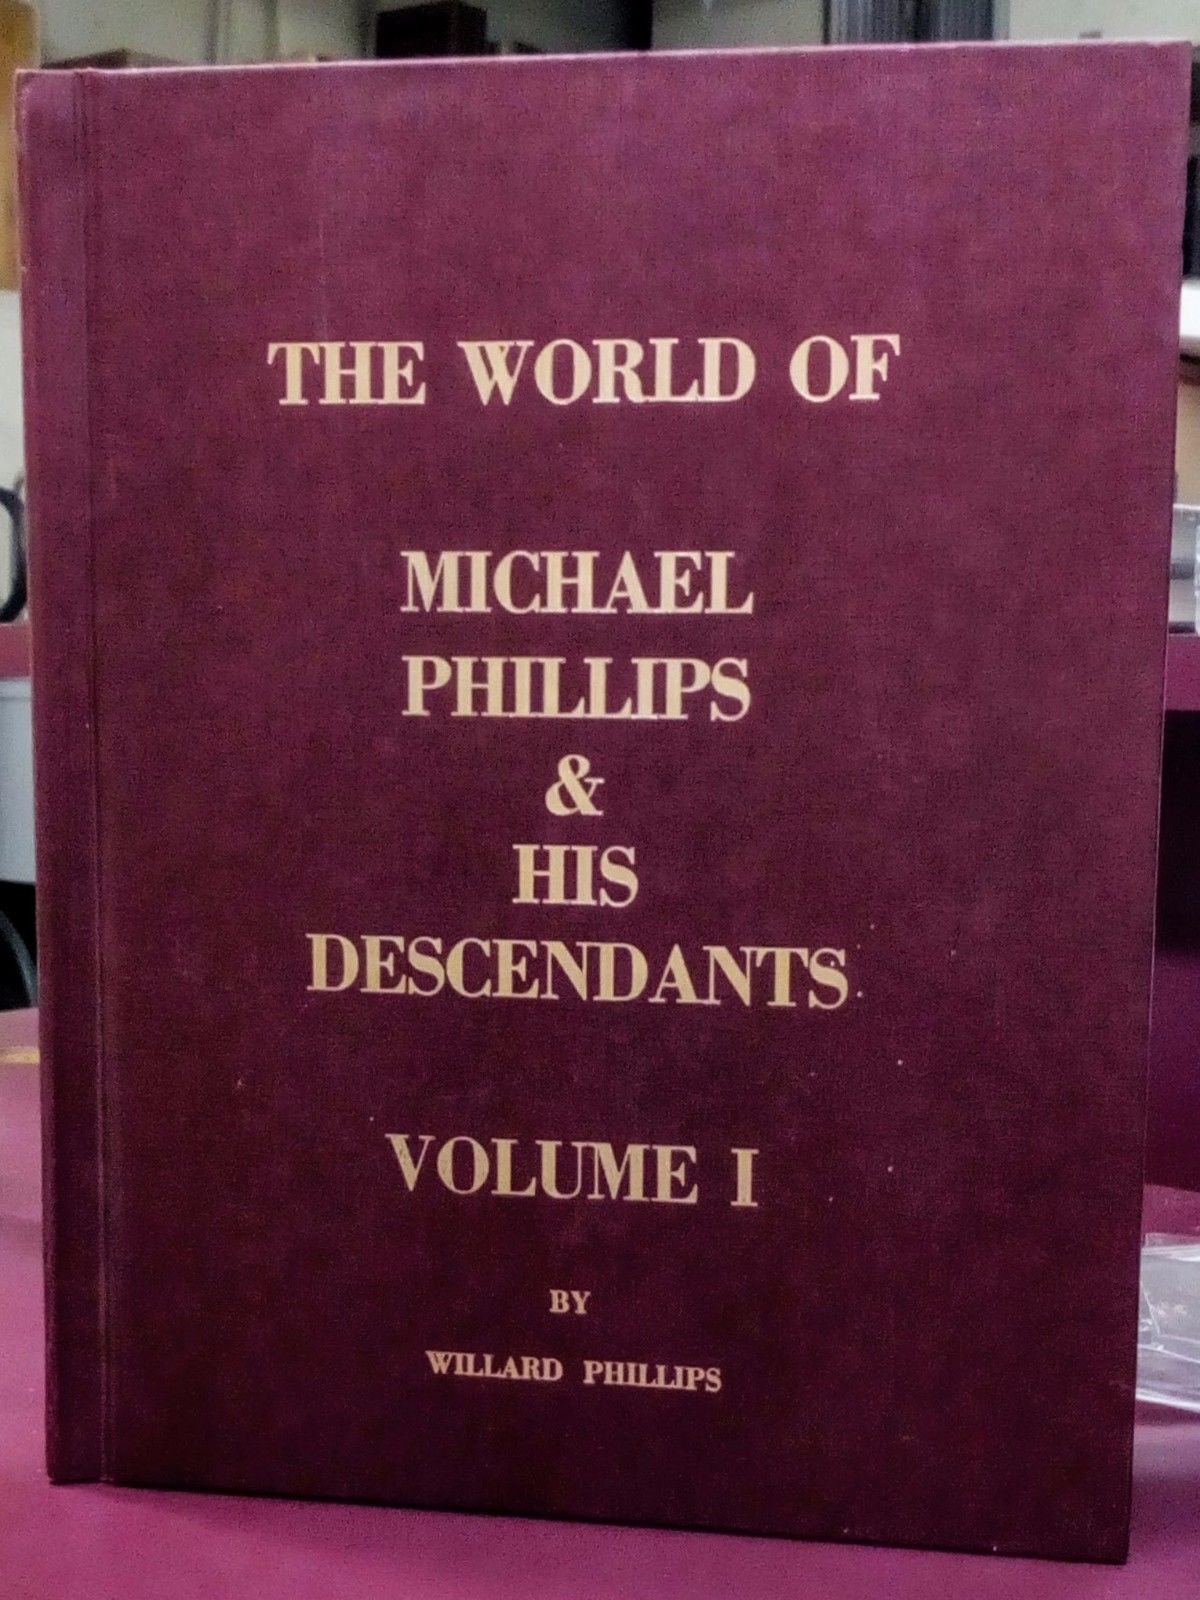 THE WORLD OF
MICHAEL
PHILLIPS
&
HIS
DESCENDANTS
VOLUME I
BY
WILLARD PHILLIPS